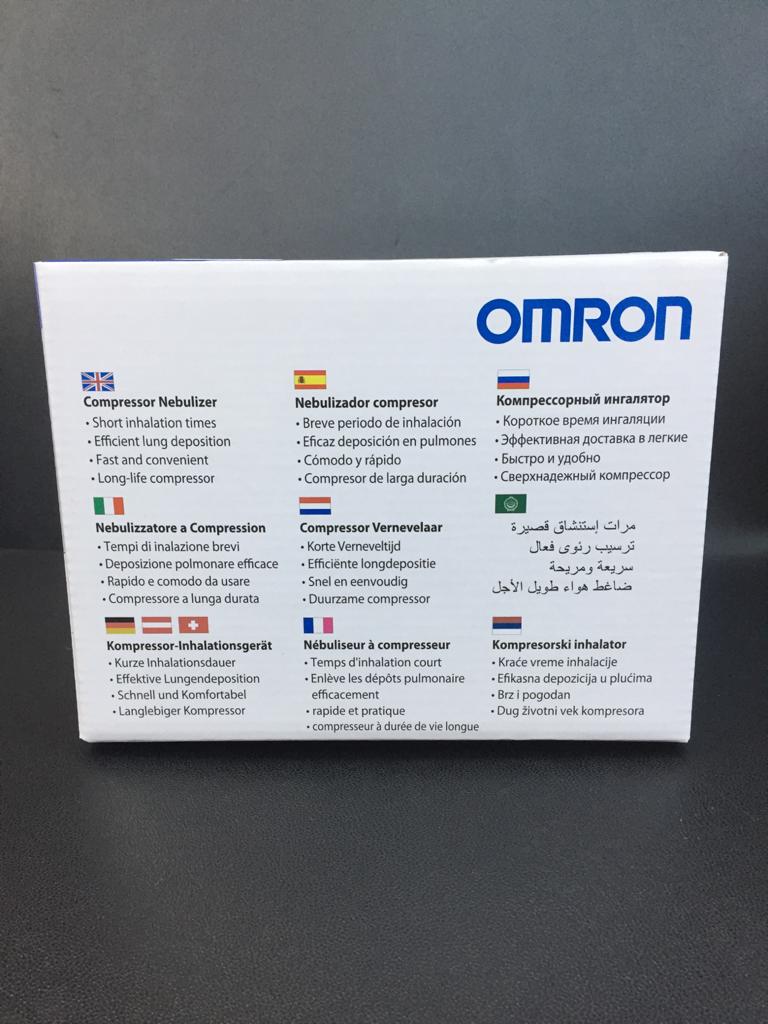 OMRON
Compressor Nebulizer
• Short inhalation times
• Efficient lung deposition
• Fast and convenient
• Long-life compressor
Nebulizador compresor
• Breve periodo de inhalación
• Eficaz deposición en pulmones
• Cómodo y rápido
• Compresor de larga duración
Компрессорный ингалятор
• Короткое время ингаляции
• Эффективная доставка в легкие
• Быстро и удобно
• Сверхнадежный компрессор
Nebulizzatore a Compression
• Tempi di inalazione brevi
• Deposizione polmonare efficace
• Rapido e comodo da usare
• Compressore a lunga durata
Compressor Vernevelaar
• Korte Verneveltijd
• Efficiënte longdepositie
• Snel en eenvoudig
• Duurzame compressor
مرات إستنشاق قصيرة
ترسيب رئوى فعال
سريعة ومريحة
ضاغط هواء طويل الأجل
Kompressor-Inhalationsgerät
• Kurze Inhalationsdauer
• Effektive Lungendeposition
• Schnell und Komfortabel
• Langlebiger Kompressor
Nébuliseur à compresseur
• Temps d'inhalation court
• Enlève les dépôts pulmonaire
efficacement
• rapide et pratique
• compresseur à durée de vie longue
Kompresorski inhalator
• Kraće vreme inhalacije
• Efikasna depozicija u plućima
• Brz i pogodan
• Dug životni vek kompresora